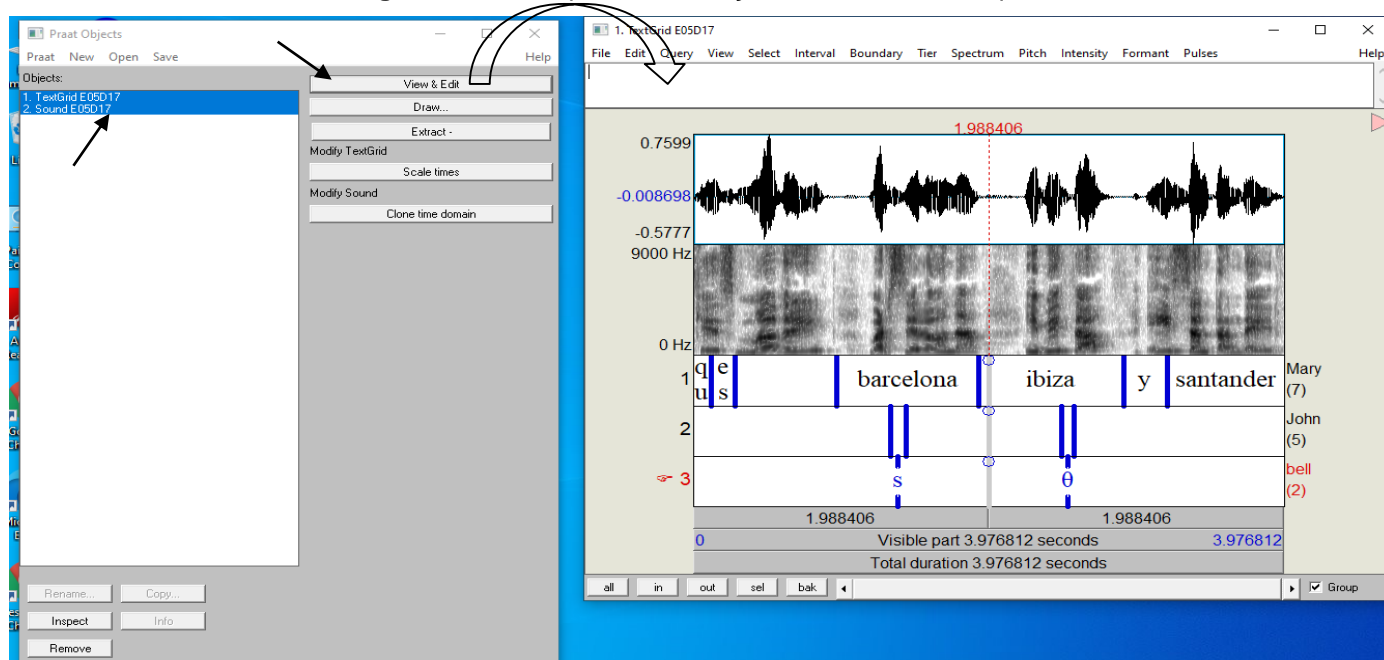 Praat Objects
Praat New Open Save Help
Objects:
1. TextGrid E05D17
2. Sound E05D17
View & Edit
Draw...
Extract -
Modify TextGrid
Scale times
Modify Sound
Clone time domain
Rename... Copy...
Inspect Info
Remove
1. TextGrid E05D17
File Edit Query View Select Interval Boundary Tier Spectrum Pitch Intensity Formant Pulses Help
1.988406
0.7599
-0.008698
-0.5777
9000 Hz
0 Hz
1 qu es barcelona ibiza y santander Mary
(7)
2 John
(5)
☞ 3 s θ bell
(2)
1.988406 1.988406
0 Visible part 3.976812 seconds 3.976812
Total duration 3.976812 seconds
all in out sel bak Group